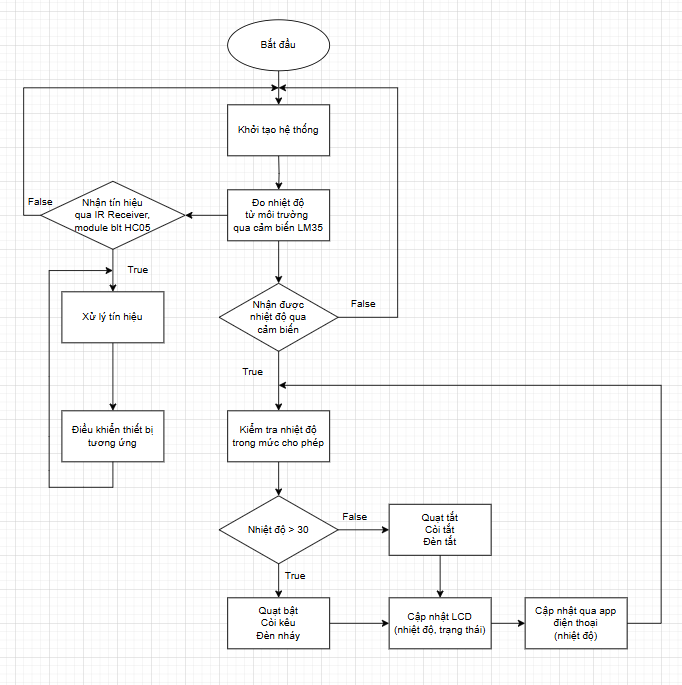 Bắt đầu
Khởi tạo hệ thống
False
Nhận tín hiệu
qua IR Receiver,
module blt HC05
Đo nhiệt độ
từ môi trường
qua cảm biến LM35
True
Nhận được
nhiệt độ qua
cảm biến
False
Xử lý tín hiệu
True
Điều khiển thiết bị
tương ứng
Kiểm tra nhiệt độ
trong mức cho phép
Nhiệt độ > 30
False
Quạt tắt
Còi tắt
Đèn tắt
True
Quạt bật
Còi kêu
Đèn nháy
Cập nhật LCD
(nhiệt độ, trạng thái)
Cập nhật qua app
điện thoại
(nhiệt độ)